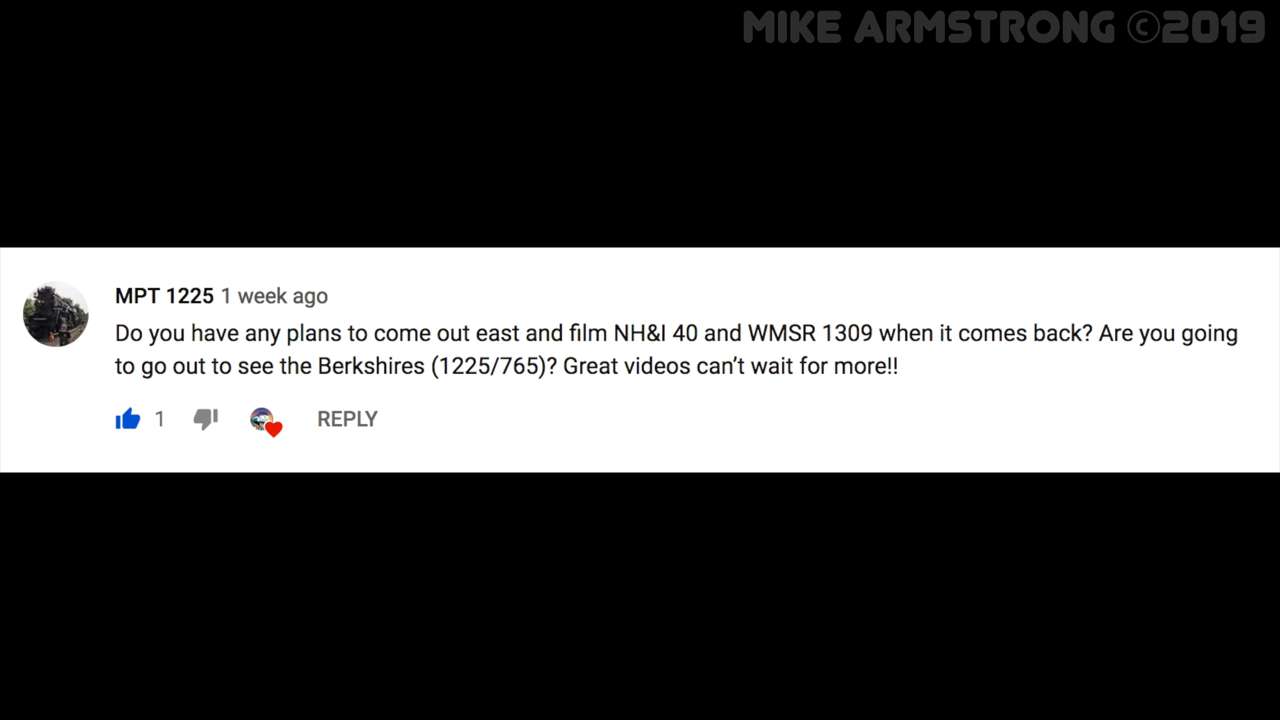 MIKE ARMSTRONG ©2019
MPT 1225 1 week ago
Do you have any plans to come out east and film NH&I 40 and WMSR 1309 when it comes back? Are you going
to go out to see the Berkshires (1225/765)? Great videos can’t wait for more!!
1 REPLY